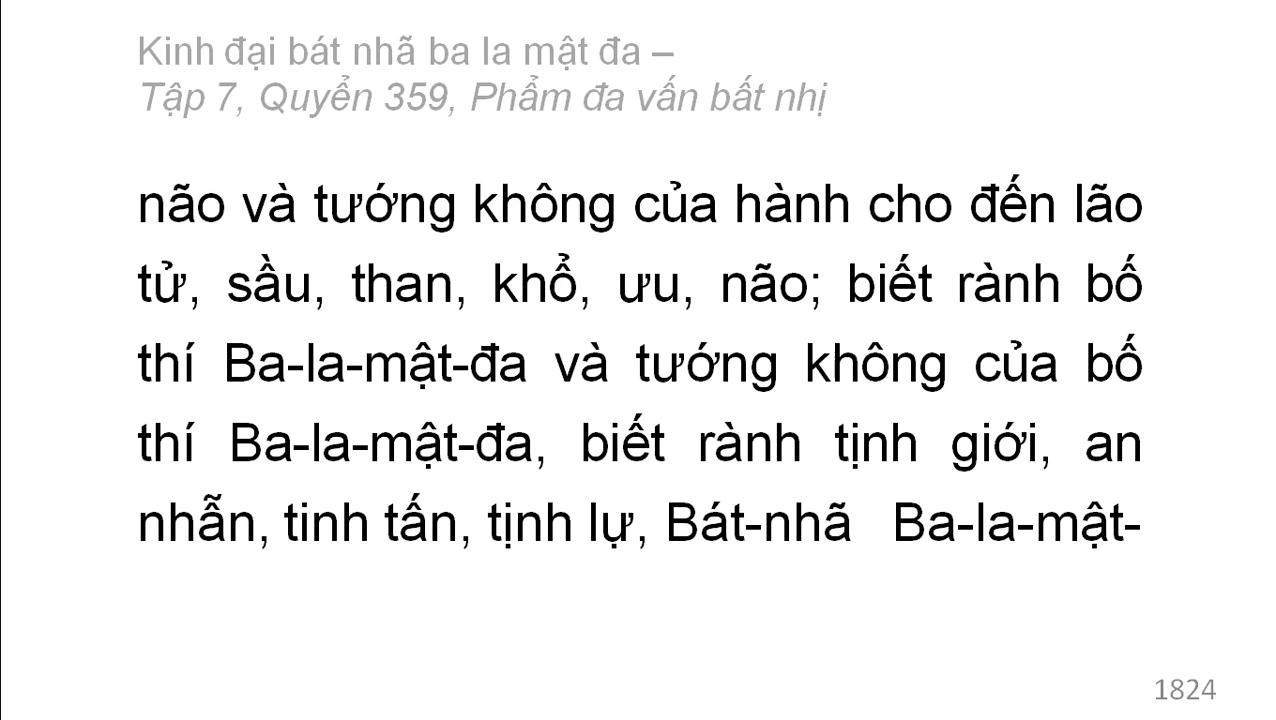 Kinh đại bát nhã ba la mật đa –
Tập 7, Quyển 359, Phẩm đa vấn bất nhị
não và tướng không của hành cho đến lão
tử, sầu, than, khổ, ưu, não; biết rành bố
thí Ba-la-mật-đa và tướng không của bố
thí Ba-la-mật-đa, biết rành tịnh giới, an
nhẫn, tinh tấn, tịnh lự, Bát-nhã Ba-la-mật-
1824